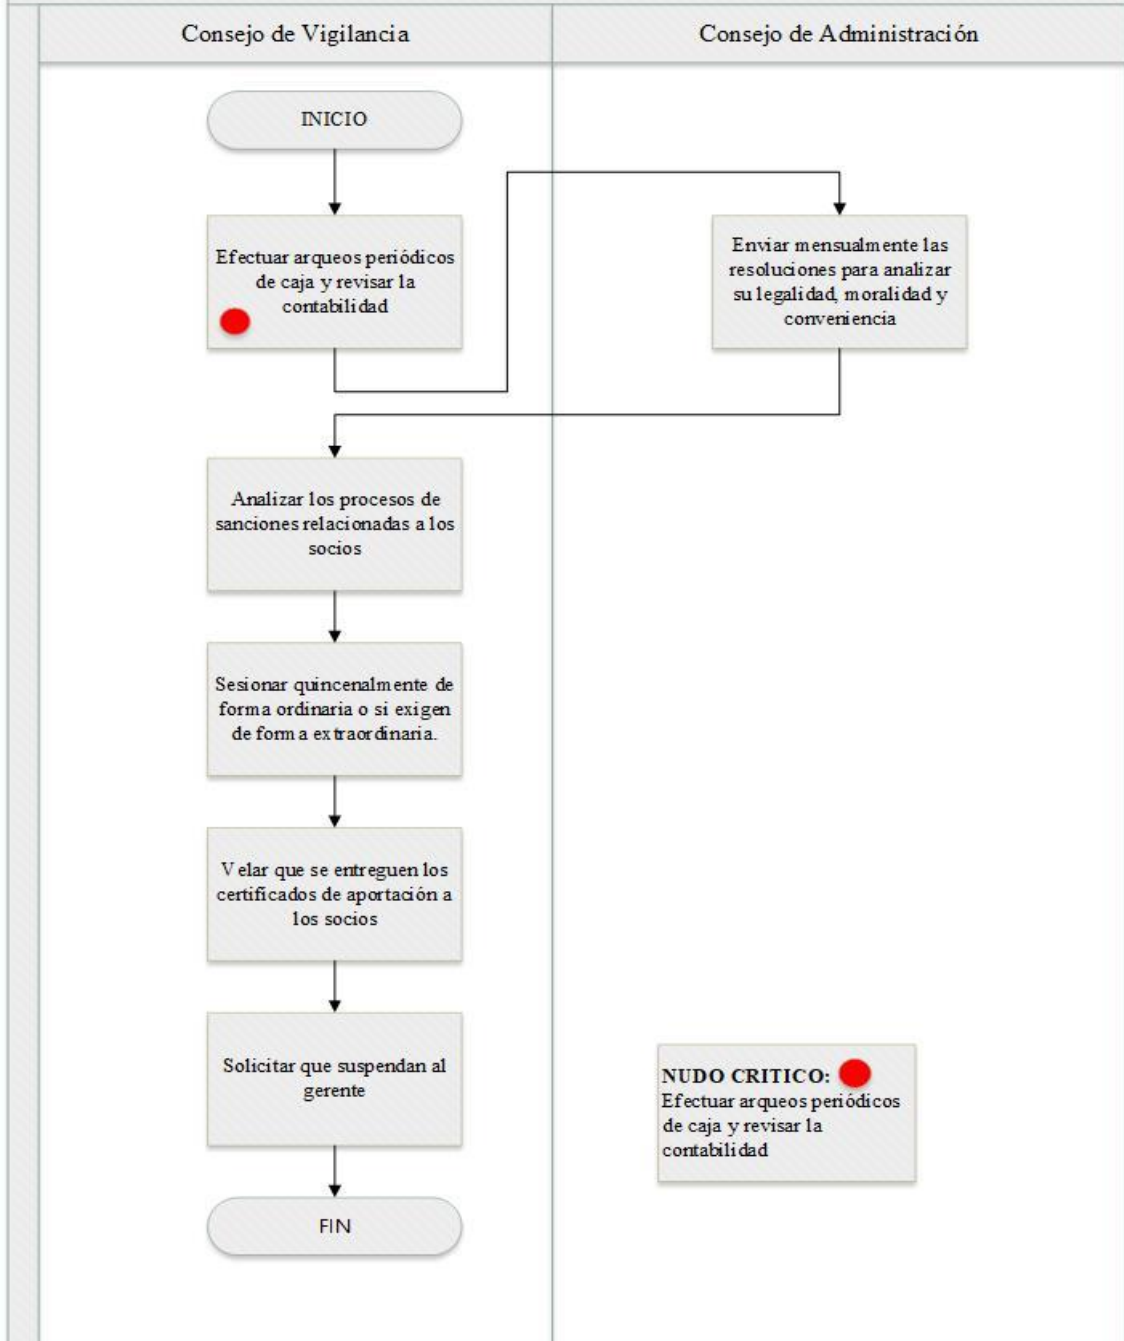 Consejo de Vigilancia
Consejo de Administración
INICIO
Efectuar arqueos periódicos
de caja y revisar la
contabilidad
Enviar mensualmente las
resoluciones para analizar
su legalidad, moralidad y
conveniencia
Analizar los procesos de
sanciones relacionadas a los
socios
Sesionar quincenalmente de
forma ordinaria o si exigen
de forma extraordinaria.
Velar que se entreguen los
certificados de aportación a
los socios
Solicitar que suspendan al
gerente
NUDO CRITICO:
Efectuar arqueos periódicos
de caja y revisar la
contabilidad
FIN